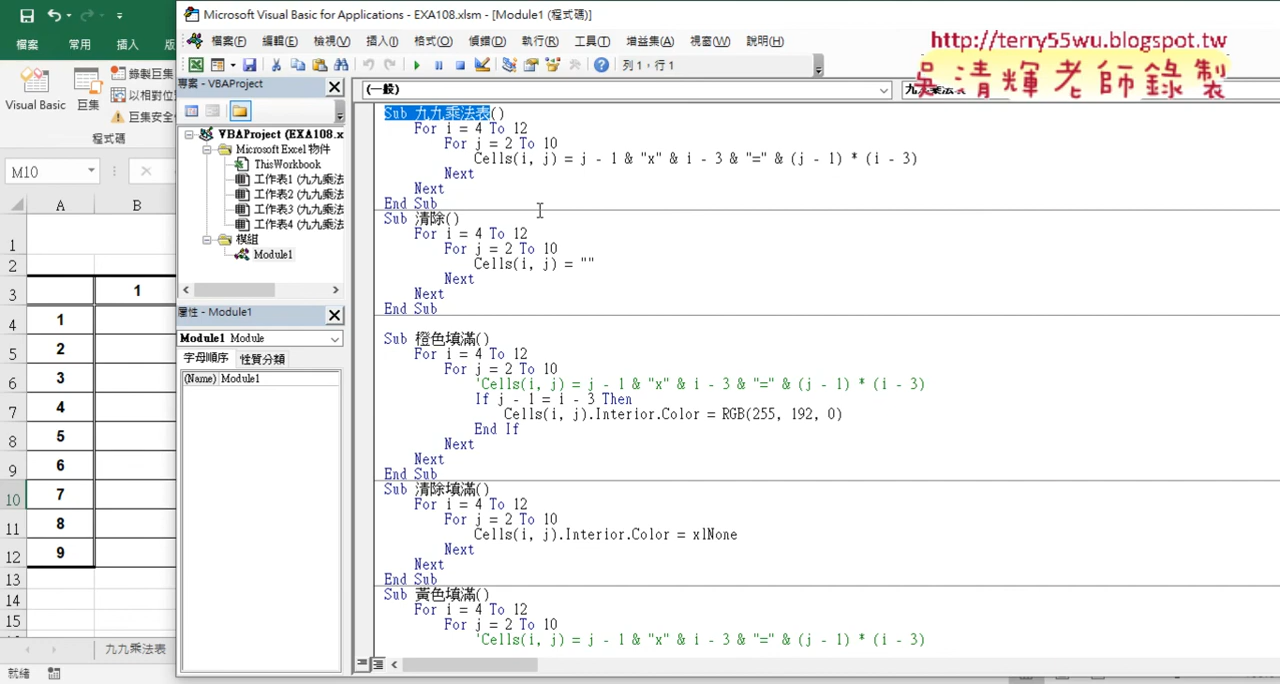 Microsoft Visual Basic for Applications - EXA108.xlsm - [Module1 (程式碼)]
檔案 常用 插入 版
檔案(F) 編輯(E) 檢視(V) 插入(I) 格式(O) 偵錯(D) 執行(R) 工具(T) 增益集(A) 視窗(W) 說明(H)
http://terry55wu.blogspot.tw
吳清輝老師錄製
列 1，行 1
錄製巨集
以相對位
巨集安全
Visual Basic 巨集
程式碼
專案 - VBAProject
(一般)
VBAProject (EXA108.x
Microsoft Excel 物件
ThisWorkbook
工作表1 (九九乘法
工作表2 (九九乘法
工作表3 (九九乘法
工作表4 (九九乘法
模組
Module1
屬性 - Module1
Module1 Module
字母順序 性質分類
(Name) Module1
M10
A B
1
2
3 1
4 1
5 2
6 3
7 4
8 5
9 6
10 7
11 8
12 9
13
14
15
九九乘法表
就緒
Sub 九九乘法表()
For i = 4 To 12
For j = 2 To 10
Cells(i, j) = j - 1 & "x" & i - 3 & "=" & (j - 1) * (i - 3)
Next
Next
End Sub
Sub 清除()
For i = 4 To 12
For j = 2 To 10
Cells(i, j) = ""
Next
Next
End Sub
Sub 橙色填滿()
For i = 4 To 12
For j = 2 To 10
'Cells(i, j) = j - 1 & "x" & i - 3 & "=" & (j - 1) * (i - 3)
If j - 1 = i - 3 Then
Cells(i, j).Interior.Color = RGB(255, 192, 0)
End If
Next
Next
End Sub
Sub 清除填滿()
For i = 4 To 12
For j = 2 To 10
Cells(i, j).Interior.Color = xlNone
Next
Next
End Sub
Sub 黃色填滿()
For i = 4 To 12
For j = 2 To 10
'Cells(i, j) = j - 1 & "x" & i - 3 & "=" & (j - 1) * (i - 3)